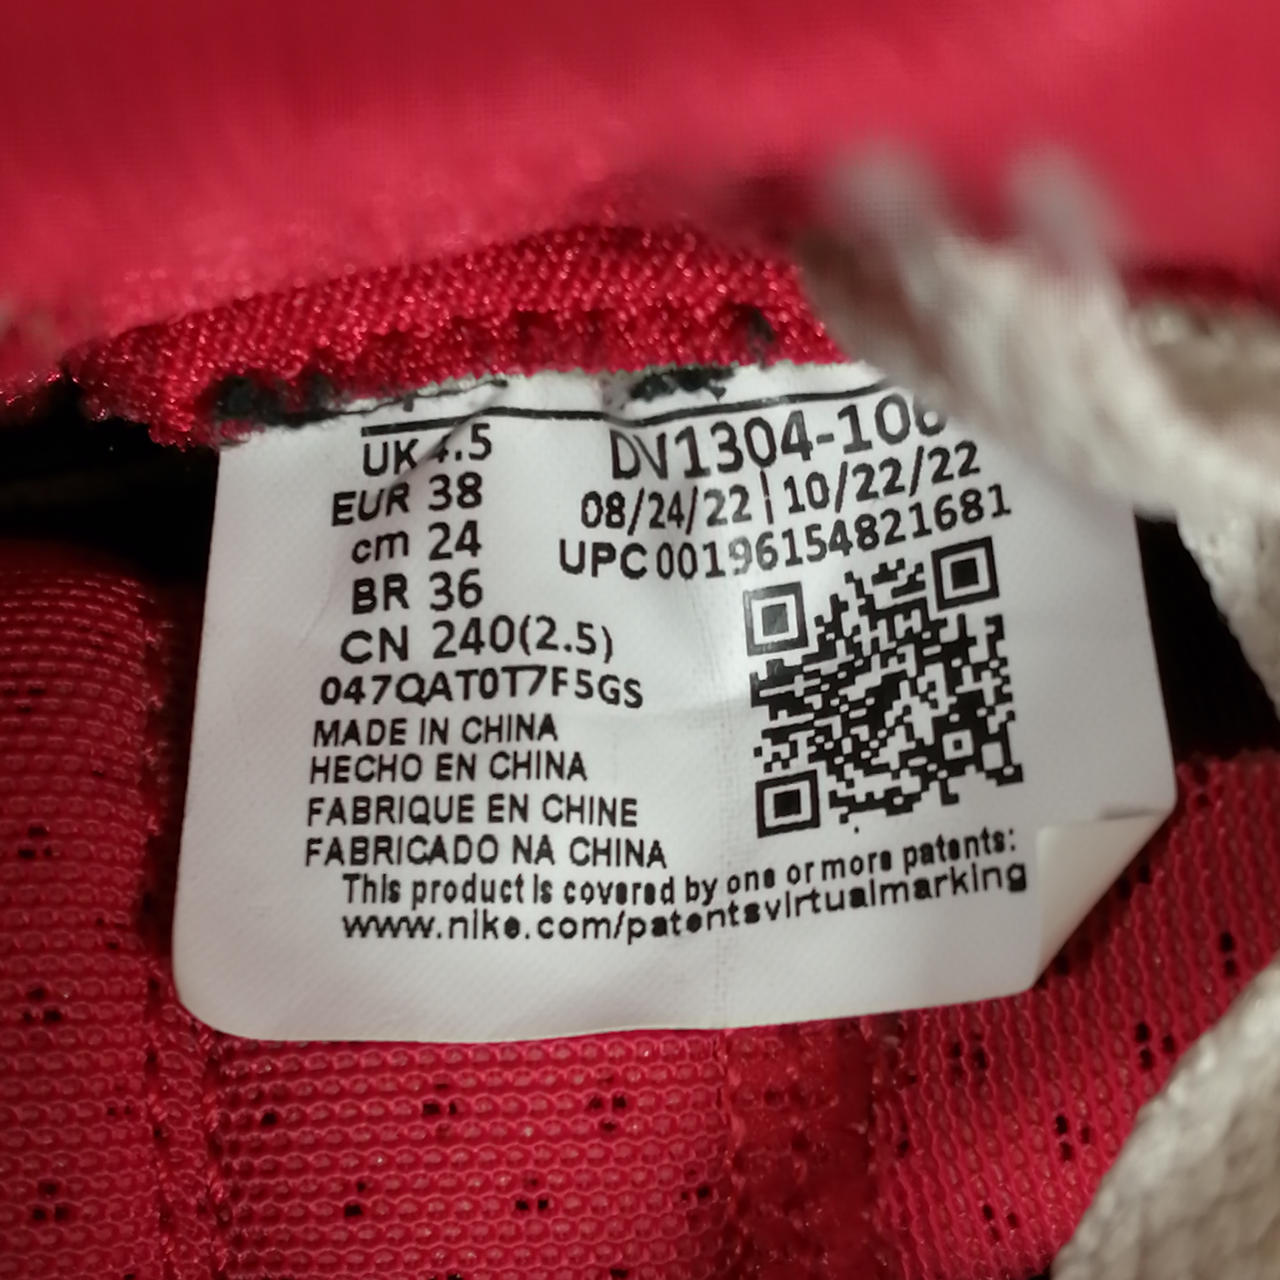 UK 4.5
EUR 38
cm 24
BR 36
CN 240(2.5)
047QAT0T7F5GS
MADE IN CHINA
HECHO EN CHINA
FABRIQUE EN CHINE
FABRICADO NA CHINA
DV1304-106
08/24/22 | 10/22/22
UPC00196154821681
This product is covered by one or more patents:
www.nike.com/patentsvirtualmarking